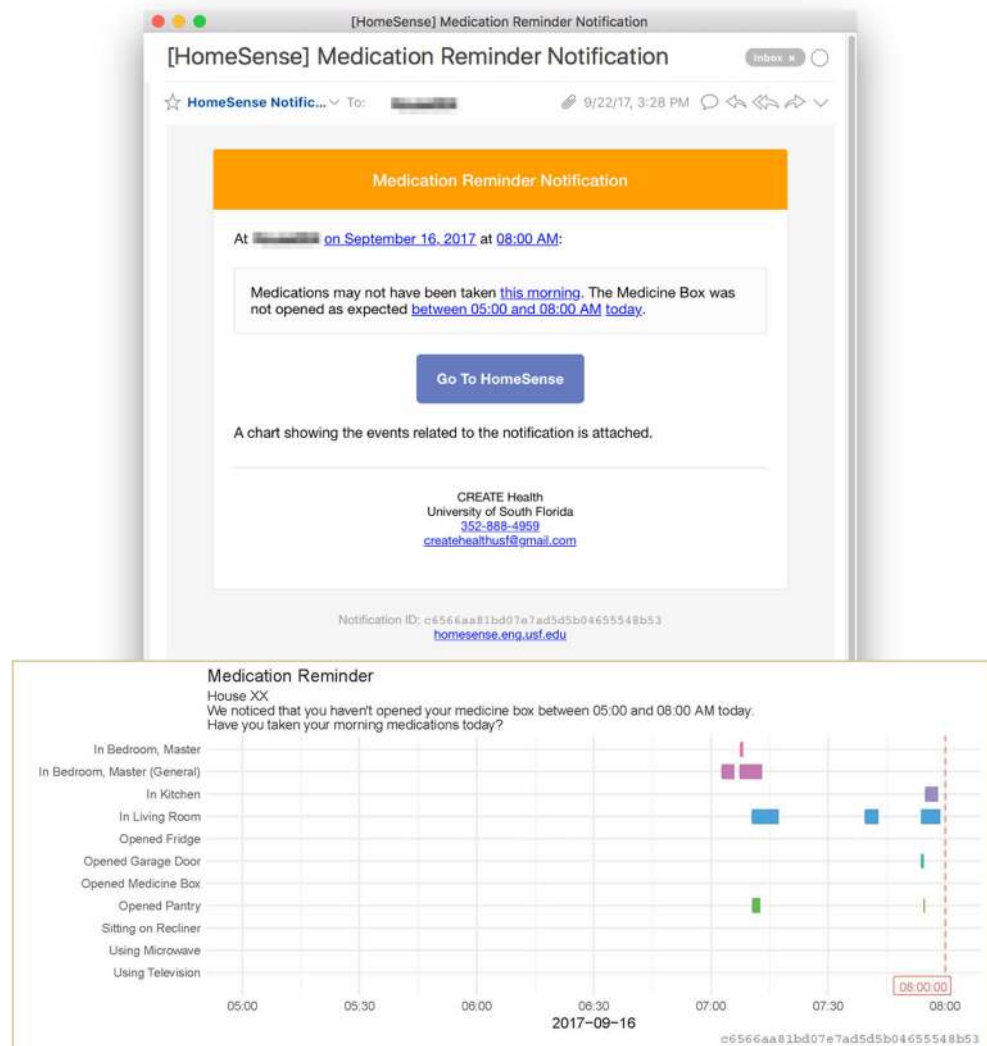 [HomeSense] Medication Reminder Notification
[HomeSense] Medication Reminder Notification
Inbox x
HomeSense Notific... To:
9/22/17, 3:28 PM
Medication Reminder Notification
At on September 16, 2017 at 08:00 AM:
Medications may not have been taken this morning. The Medicine Box was
not opened as expected between 05:00 and 08:00 AM today.
Go To HomeSense
A chart showing the events related to the notification is attached.
CREATE Health
University of South Florida
352-888-4959
createhealthusf@gmail.com
Notification ID: c6566aa81bd07e7ad5d5b04655548b53
homesense.eng.usf.edu
Medication Reminder
House XX
We noticed that you haven't opened your medicine box between 05:00 and 08:00 AM today.
Have you taken your morning medications today?
In Bedroom, Master
In Bedroom, Master (General)
In Kitchen
In Living Room
Opened Fridge
Opened Garage Door
Opened Medicine Box
Opened Pantry
Sitting on Recliner
Using Microwave
Using Television
08:00:00
05:00 05:30 06:00 06:30 07:00 07:30 08:00
2017-09-16
c6566aa81bd07e7ad5d5b04655548b53